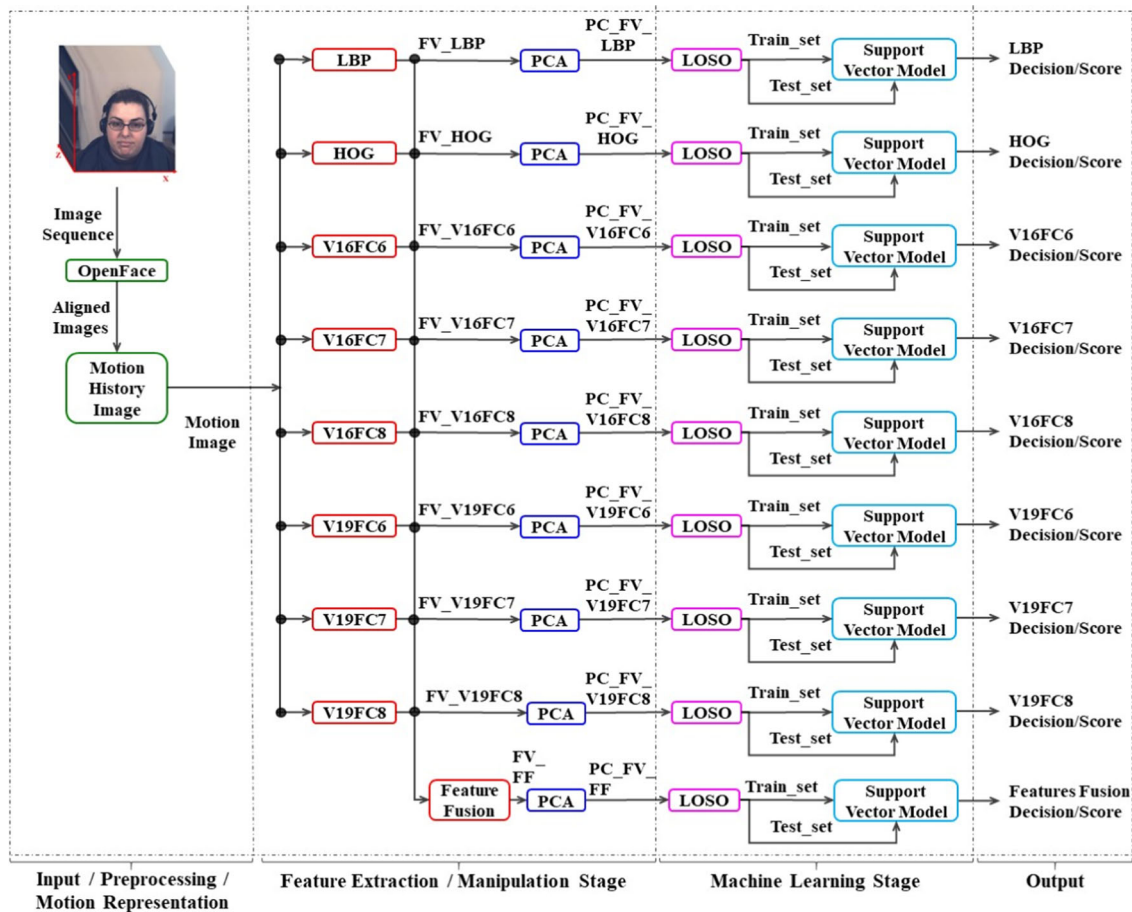 FV_LBP
PC_FV_
LBP
LBP
PCA
LOSO
Train_set
Test_set
Support
Vector Model
LBP
Decision/Score
FV_HOG
PC_FV_
HOG
HOG
PCA
LOSO
Train_set
Test_set
Support
Vector Model
HOG
Decision/Score
z
x
Image
Sequence
OpenFace
Aligned
Images
Motion
History
Image
Motion
Image
FV_V16FC6
PC_FV_
V16FC6
V16FC6
PCA
LOSO
Train_set
Test_set
Support
Vector Model
V16FC6
Decision/Score
FV_V16FC7
PC_FV_
V16FC7
V16FC7
PCA
LOSO
Train_set
Test_set
Support
Vector Model
V16FC7
Decision/Score
FV_V16FC8
PC_FV_
V16FC8
V16FC8
PCA
LOSO
Train_set
Test_set
Support
Vector Model
V16FC8
Decision/Score
FV_V19FC6
PC_FV_
V19FC6
V19FC6
PCA
LOSO
Train_set
Test_set
Support
Vector Model
V19FC6
Decision/Score
FV_V19FC7
PC_FV_
V19FC7
V19FC7
PCA
LOSO
Train_set
Test_set
Support
Vector Model
V19FC7
Decision/Score
FV_V19FC8
PC_FV_
V19FC8
V19FC8
PCA
LOSO
Train_set
Test_set
Support
Vector Model
V19FC8
Decision/Score
Feature
Fusion
FV_
FF
PCA
PC_FV_
FF
LOSO
Train_set
Test_set
Support
Vector Model
Features Fusion
Decision/Score
Input / Preprocessing /
Motion Representation
Feature Extraction / Manipulation Stage
Machine Learning Stage
Output